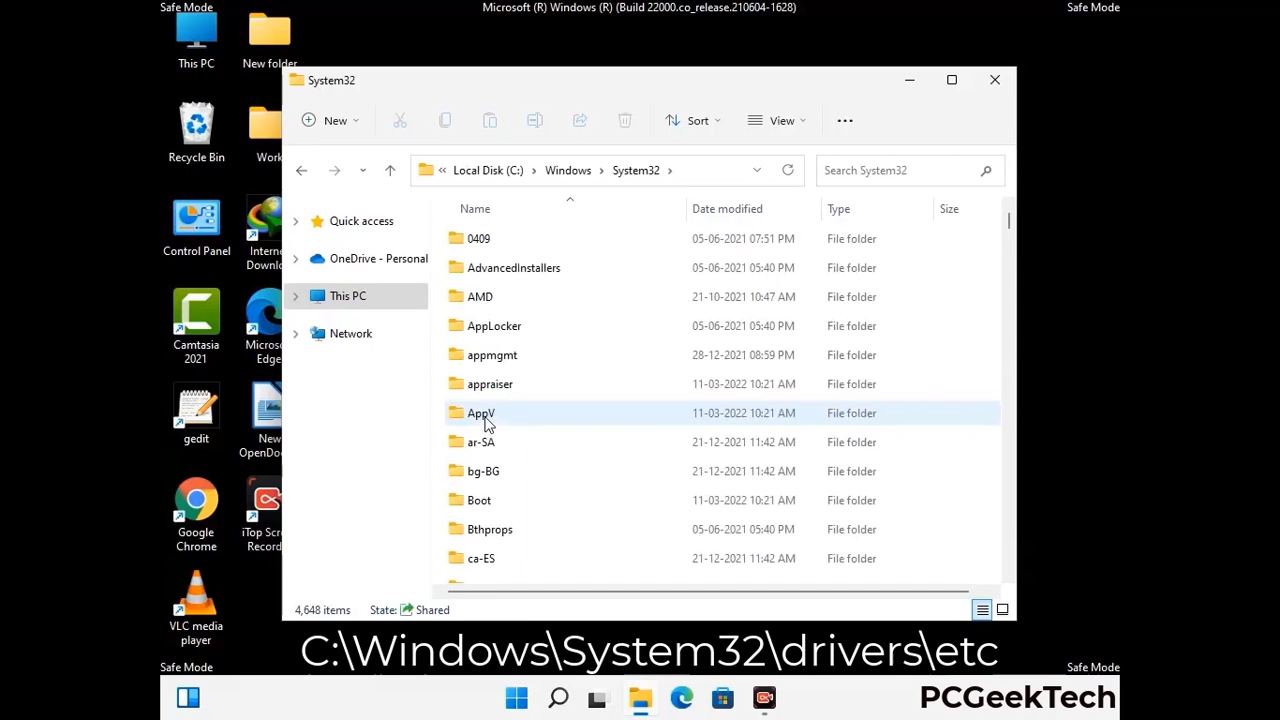 Safe Mode
Microsoft (R) Windows (R) (Build 22000.co_release.210604-1628)
Safe Mode
This PC
New folder
Recycle Bin
Work
Control Panel
Intern
Downlo
Camtasia
2021
Micros
Edge
gedit
New
OpenDo
Google
Chrome
iTop Scr
Record
VLC media
player
System32
New
Sort
View
Local Disk (C:) > Windows > System32 >
Search System32
Quick access
OneDrive - Personal
This PC
Network
Name Date modified Type Size
0409 05-06-2021 07:51 PM File folder
AdvancedInstallers 05-06-2021 05:40 PM File folder
AMD 21-10-2021 10:47 AM File folder
AppLocker 05-06-2021 05:40 PM File folder
appmgmt 28-12-2021 08:59 PM File folder
appraiser 11-03-2022 10:21 AM File folder
AppV 11-03-2022 10:21 AM File folder
ar-SA 21-12-2021 11:42 AM File folder
bg-BG 21-12-2021 11:42 AM File folder
Boot 11-03-2022 10:21 AM File folder
Bthprops 05-06-2021 05:40 PM File folder
ca-ES 21-12-2021 11:42 AM File folder
4,648 items State: Shared
C:\Windows\System32\drivers\etc
Safe Mode
Safe Mode
PCGeekTech